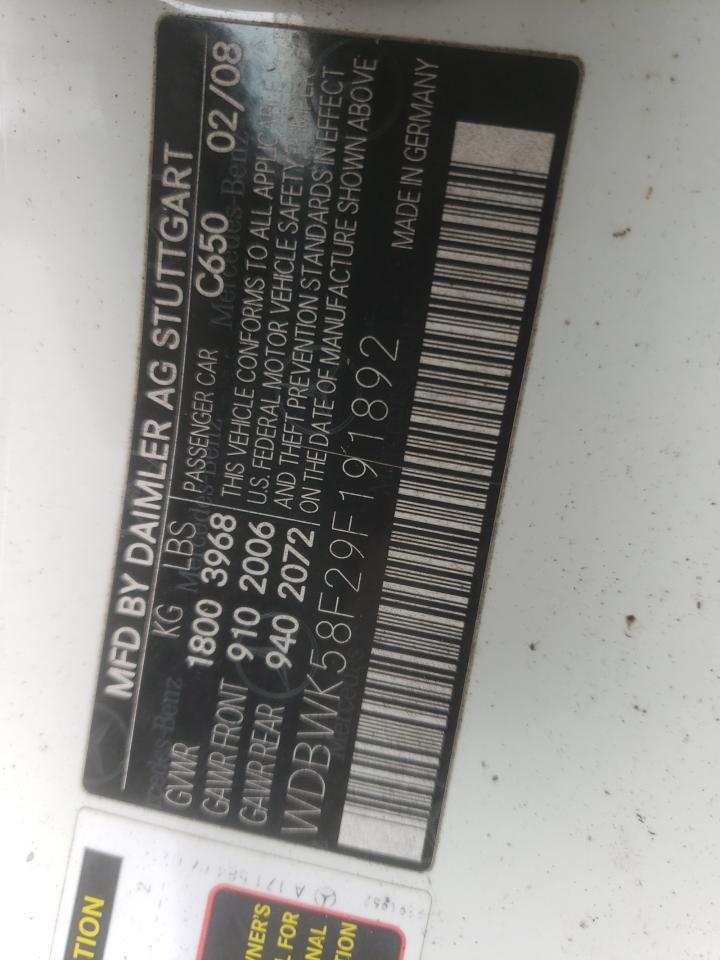 MFD BY DAIMLER AG STUTTGART
KG LBS PASSENGER CAR C650 02/08
GVWR 1800 3968 THIS VEHICLE CONFORMS TO ALL APPLICABLE
GAWR FRONT 910 2006 U.S. FEDERAL MOTOR VEHICLE SAFETY
GAWR REAR 940 2072 AND THEFT PREVENTION STANDARDS IN EFFECT
ON THE DATE OF MANUFACTURE SHOWN ABOVE
WDBWK58F29F191892 MADE IN GERMANY
Mercedes-Benz